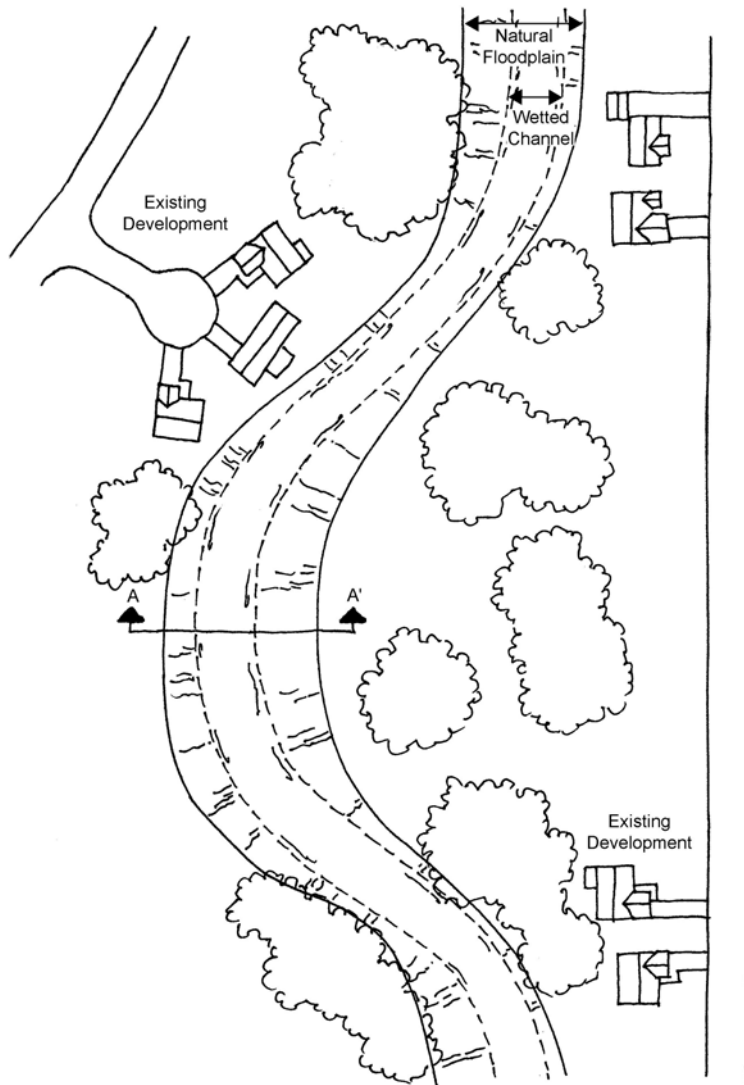 Natural
Floodplain
Wetted
Channel
Existing
Development
A
A'
Existing
Development